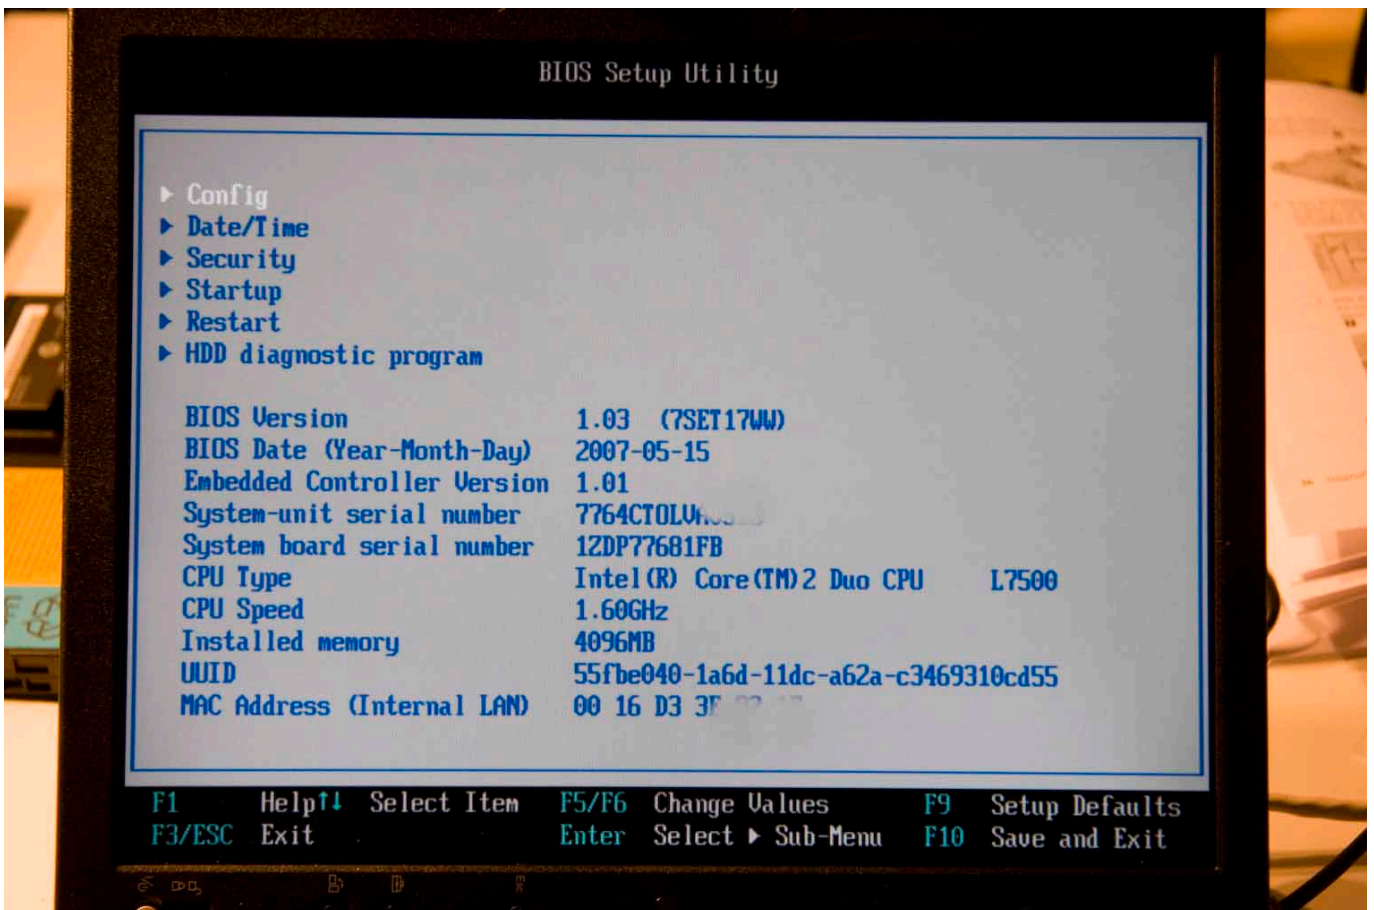 BIOS Setup Utility
Config
Date/Time
Security
Startup
Restart
HDD diagnostic program
BIOS Version 1.03 (7SET17WW)
BIOS Date (Year-Month-Day) 2007-05-15
Embedded Controller Version 1.01
System-unit serial number
System board serial number 1ZDP77681FB
CPU Type Intel(R) Core(TM)2 Duo CPU L7500
CPU Speed 1.60GHz
Installed memory 4096MB
UUID 55fbe040-1a6d-11dc-a62a-c3469310cd55
MAC Address (Internal LAN) 00 16 D3
F1 Help↑↓ Select Item F5/F6 Change Values F9 Setup Defaults
F3/ESC Exit Enter Select ▸ Sub-Menu F10 Save and Exit